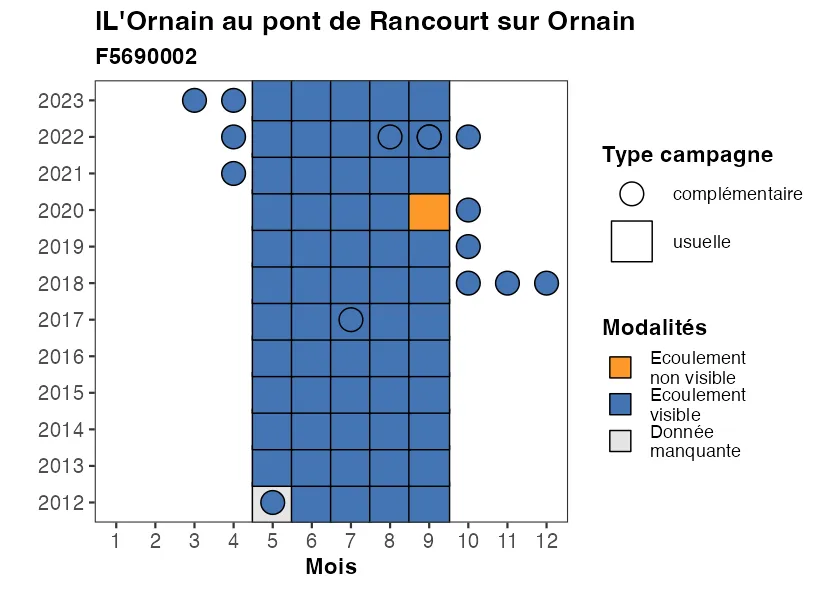 IL'Ornain au pont de Rancourt sur Ornain
F5690002
2023
2022
2021
2020
2019
2018
2017
2016
2015
2014
2013
2012
1 2 3 4 5 6 7 8 9 10 11 12
Mois
Type campagne
complémentaire
usuelle
Modalités
Ecoulement
non visible
Ecoulement
visible
Donnée
manquante